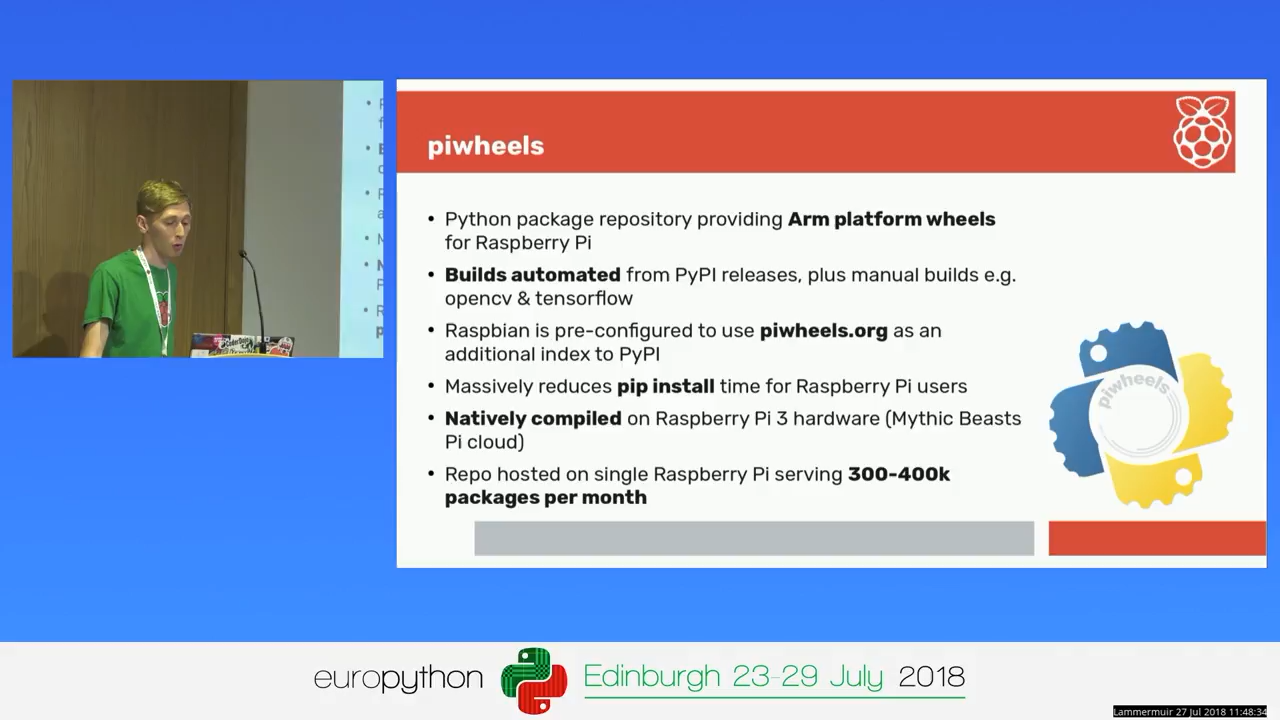 piwheels
• Python package repository providing Arm platform wheels
for Raspberry Pi
• Builds automated from PyPI releases, plus manual builds e.g.
opencv & tensorflow
• Raspbian is pre-configured to use piwheels.org as an
additional index to PyPI
• Massively reduces pip install time for Raspberry Pi users
• Natively compiled on Raspberry Pi 3 hardware (Mythic Beasts
Pi cloud)
• Repo hosted on single Raspberry Pi serving 300-400k
packages per month
piwheels
europython
Edinburgh 23-29 July 2018
Lammermuir 27 Jul 2018 11:48:34